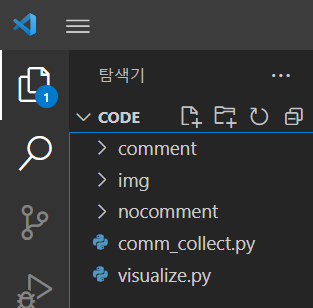 탐색기
1
CODE
comment
img
nocomment
comm_collect.py
visualize.py